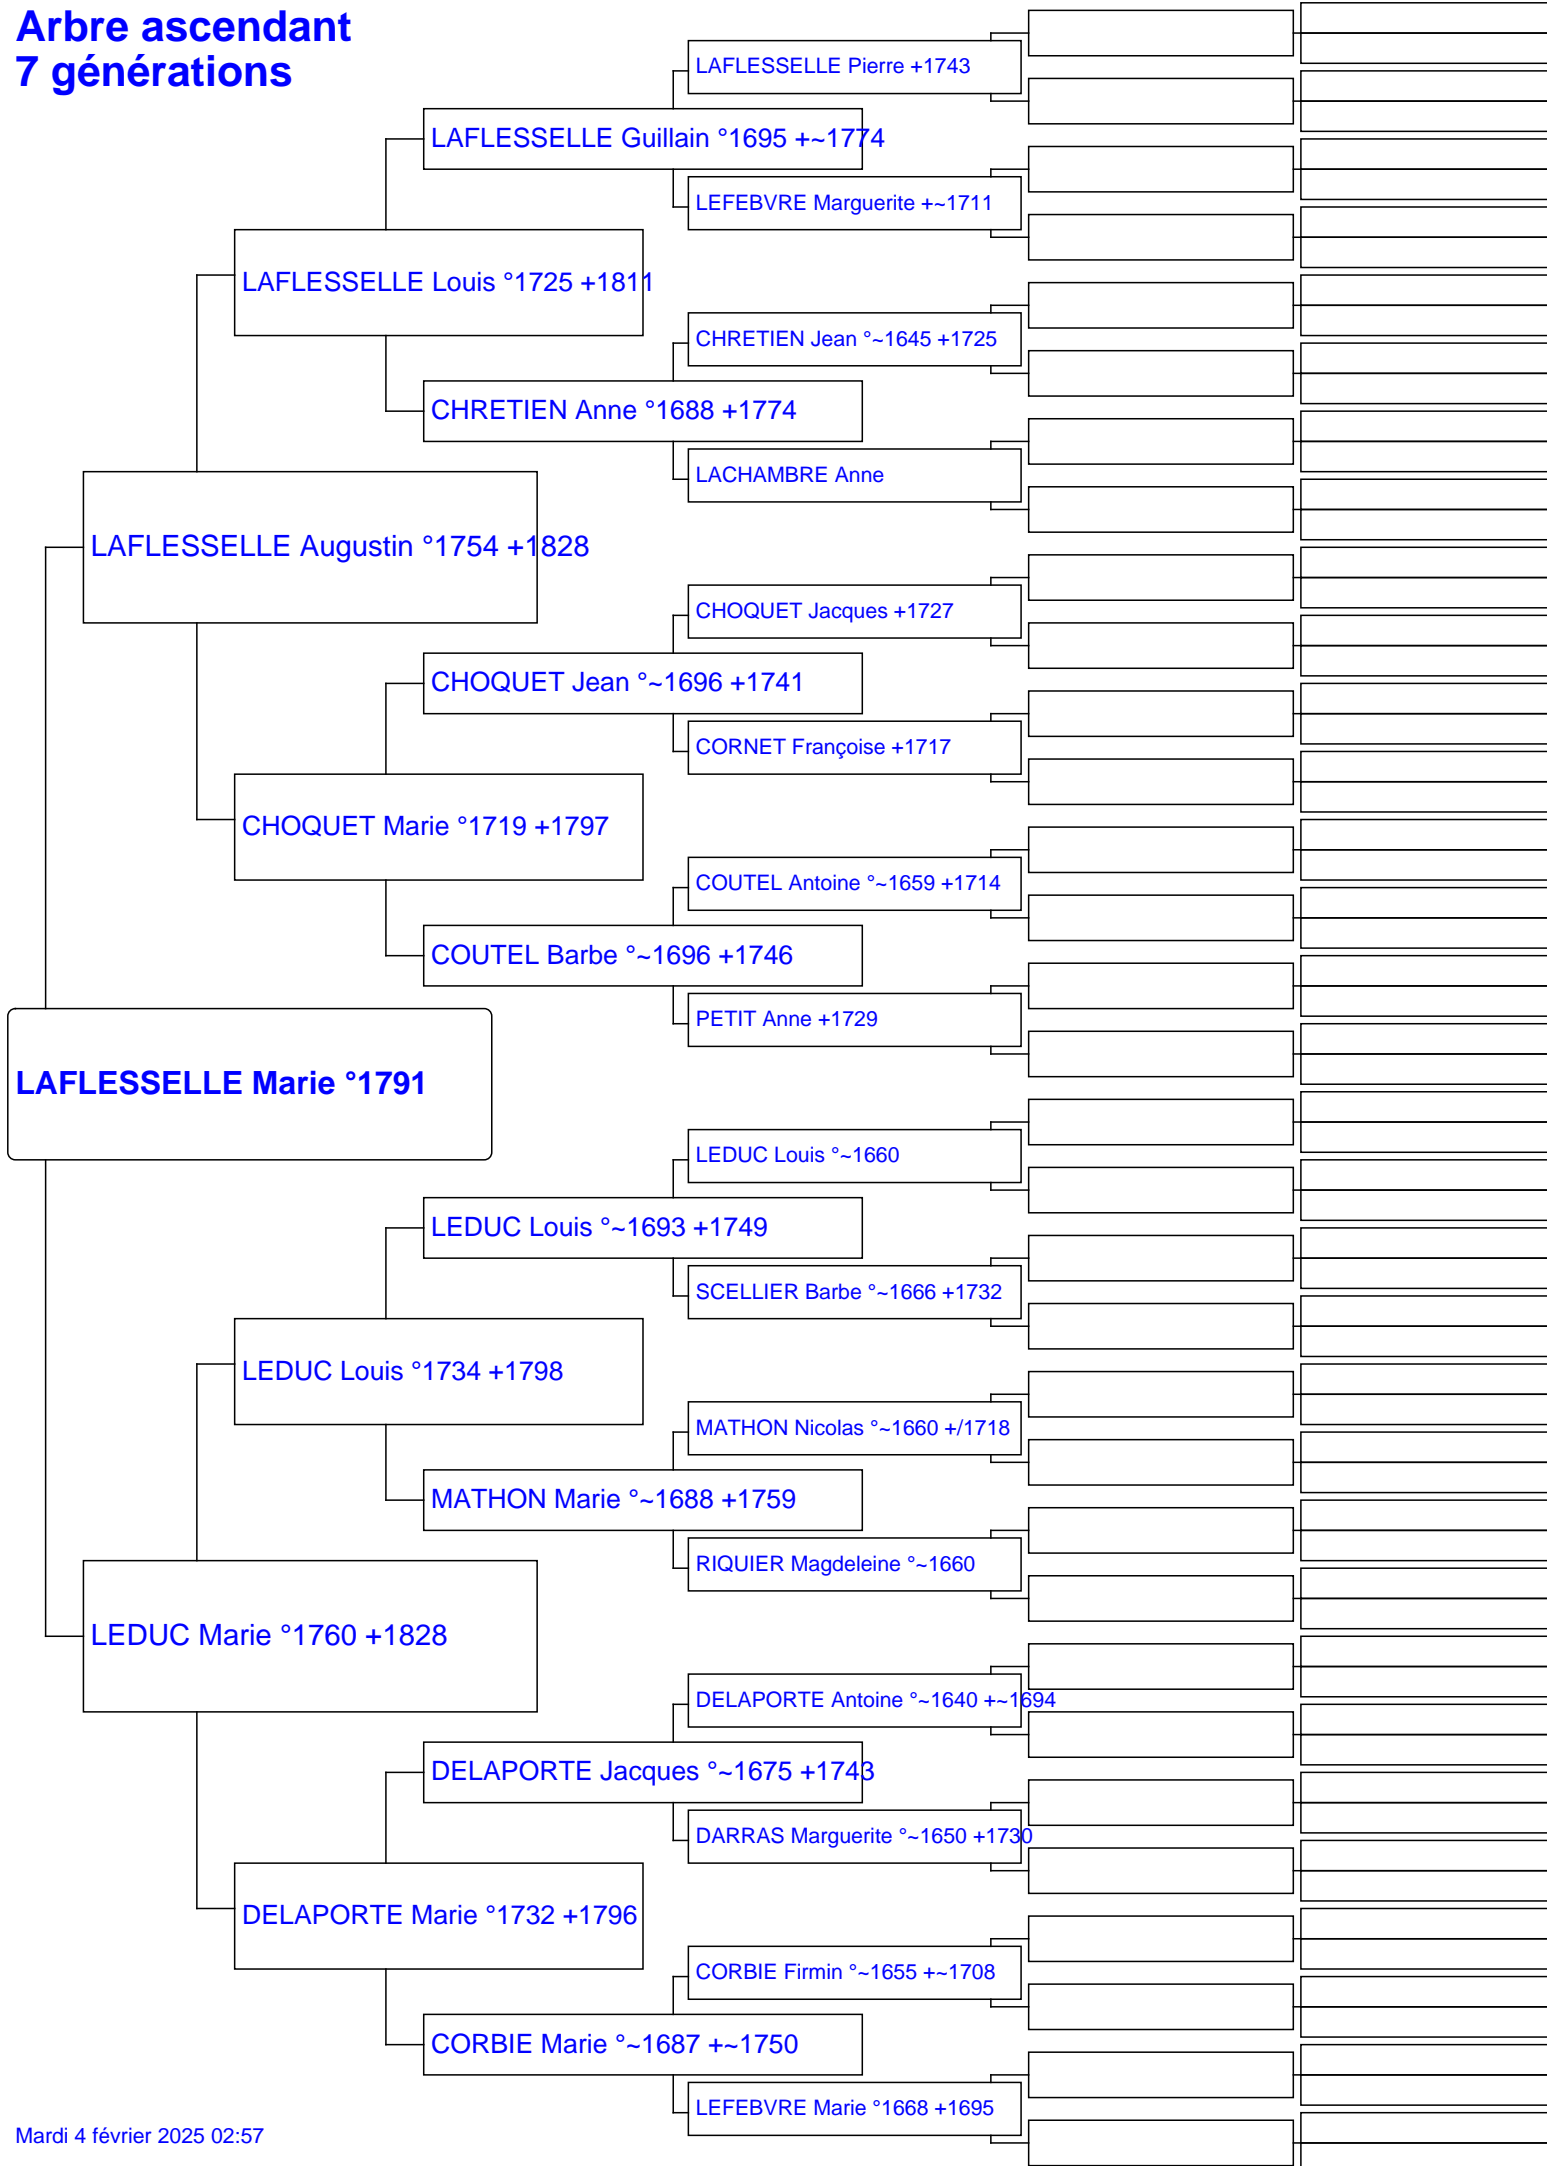 Arbre ascendant
7 générations
LAFLESSELLE Pierre +1743
LAFLESSELLE Guillain °1695 +~1774
LEFEBVRE Marguerite +~1711
LAFLESSELLE Louis °1725 +1811
CHRETIEN Jean °~1645 +1725
CHRETIEN Anne °1688 +1774
LACHAMBRE Anne
LAFLESSELLE Augustin °1754 +1828
CHOQUET Jacques +1727
CHOQUET Jean °~1696 +1741
CORNET Françoise +1717
CHOQUET Marie °1719 +1797
COUTEL Antoine °~1659 +1714
COUTEL Barbe °~1696 +1746
PETIT Anne +1729
LAFLESSELLE Marie °1791
LEDUC Louis °~1660
LEDUC Louis °~1693 +1749
SCELLIER Barbe °~1666 +1732
LEDUC Louis °1734 +1798
MATHON Nicolas °~1660 +/1718
MATHON Marie °~1688 +1759
RIQUIER Magdeleine °~1660
LEDUC Marie °1760 +1828
DELAPORTE Antoine °~1640 +~1694
DELAPORTE Jacques °~1675 +1743
DARRAS Marguerite °~1650 +1730
DELAPORTE Marie °1732 +1796
CORBIE Firmin °~1655 +~1708
CORBIE Marie °~1687 +~1750
LEFEBVRE Marie °1668 +1695
Mardi 4 février 2025 02:57